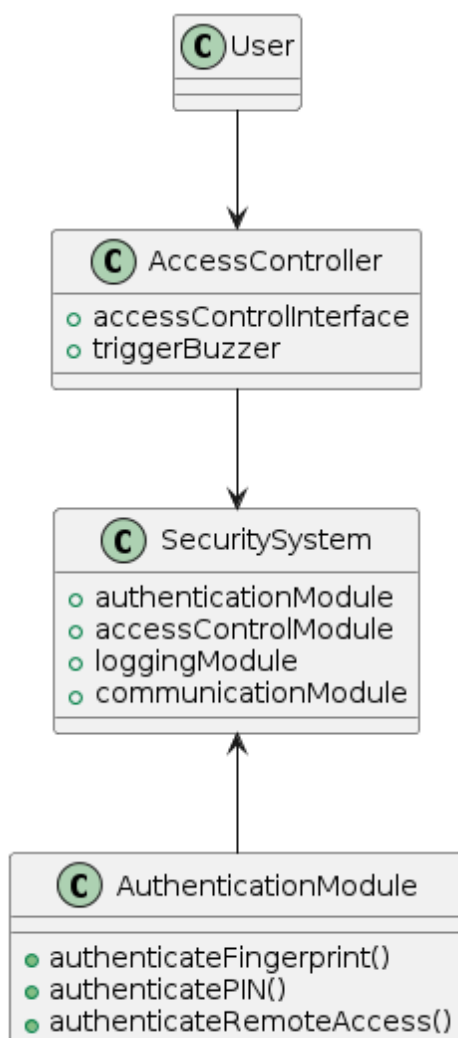 C User
C AccessController
accessControlInterface
triggerBuzzer
C SecuritySystem
authenticationModule
accessControlModule
loggingModule
communicationModule
C AuthenticationModule
authenticateFingerprint()
authenticatePIN()
authenticateRemoteAccess()